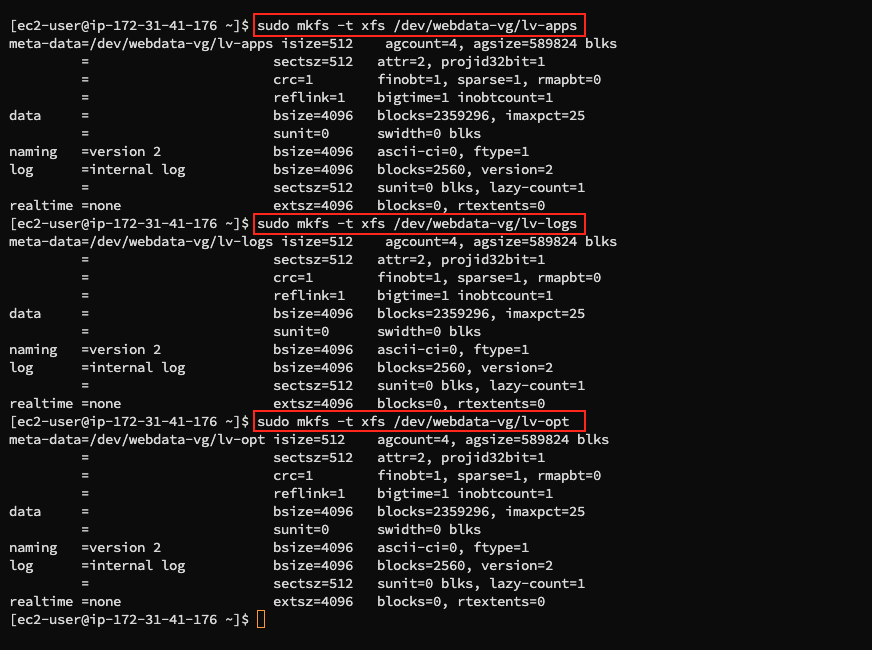 [ec2-user@ip-172-31-41-176 ~]$ sudo mkfs -t xfs /dev/webdata-vg/lv-apps
meta-data=/dev/webdata-vg/lv-apps isize=512    agcount=4, agsize=589824 blks
         =                       sectsz=512   attr=2, projid32bit=1
         =                       crc=1        finobt=1, sparse=1, rmapbt=0
         =                       reflink=1    bigtime=1 inobtcount=1
data     =                       bsize=4096   blocks=2359296, imaxpct=25
         =                       sunit=0      swidth=0 blks
naming   =version 2              bsize=4096   ascii-ci=0, ftype=1
log      =internal log           bsize=4096   blocks=2560, version=2
         =                       sectsz=512   sunit=0 blks, lazy-count=1
realtime =none                   extsz=4096   blocks=0, rtextents=0
[ec2-user@ip-172-31-41-176 ~]$ sudo mkfs -t xfs /dev/webdata-vg/lv-logs
meta-data=/dev/webdata-vg/lv-logs isize=512    agcount=4, agsize=589824 blks
         =                       sectsz=512   attr=2, projid32bit=1
         =                       crc=1        finobt=1, sparse=1, rmapbt=0
         =                       reflink=1    bigtime=1 inobtcount=1
data     =                       bsize=4096   blocks=2359296, imaxpct=25
         =                       sunit=0      swidth=0 blks
naming   =version 2              bsize=4096   ascii-ci=0, ftype=1
log      =internal log           bsize=4096   blocks=2560, version=2
         =                       sectsz=512   sunit=0 blks, lazy-count=1
realtime =none                   extsz=4096   blocks=0, rtextents=0
[ec2-user@ip-172-31-41-176 ~]$ sudo mkfs -t xfs /dev/webdata-vg/lv-opt
meta-data=/dev/webdata-vg/lv-opt isize=512    agcount=4, agsize=589824 blks
         =                       sectsz=512   attr=2, projid32bit=1
         =                       crc=1        finobt=1, sparse=1, rmapbt=0
         =                       reflink=1    bigtime=1 inobtcount=1
data     =                       bsize=4096   blocks=2359296, imaxpct=25
         =                       sunit=0      swidth=0 blks
naming   =version 2              bsize=4096   ascii-ci=0, ftype=1
log      =internal log           bsize=4096   blocks=2560, version=2
         =                       sectsz=512   sunit=0 blks, lazy-count=1
realtime =none                   extsz=4096   blocks=0, rtextents=0
[ec2-user@ip-172-31-41-176 ~]$